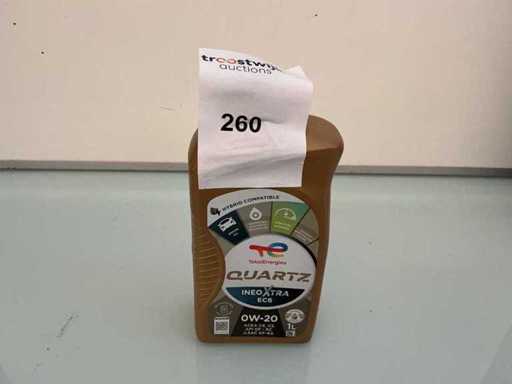 troostwijk
auctions
260
HYBRID COMPATIBLE
TotalEnergies
QUARTZ
INEO XTRA
EC6
0W-20
1L